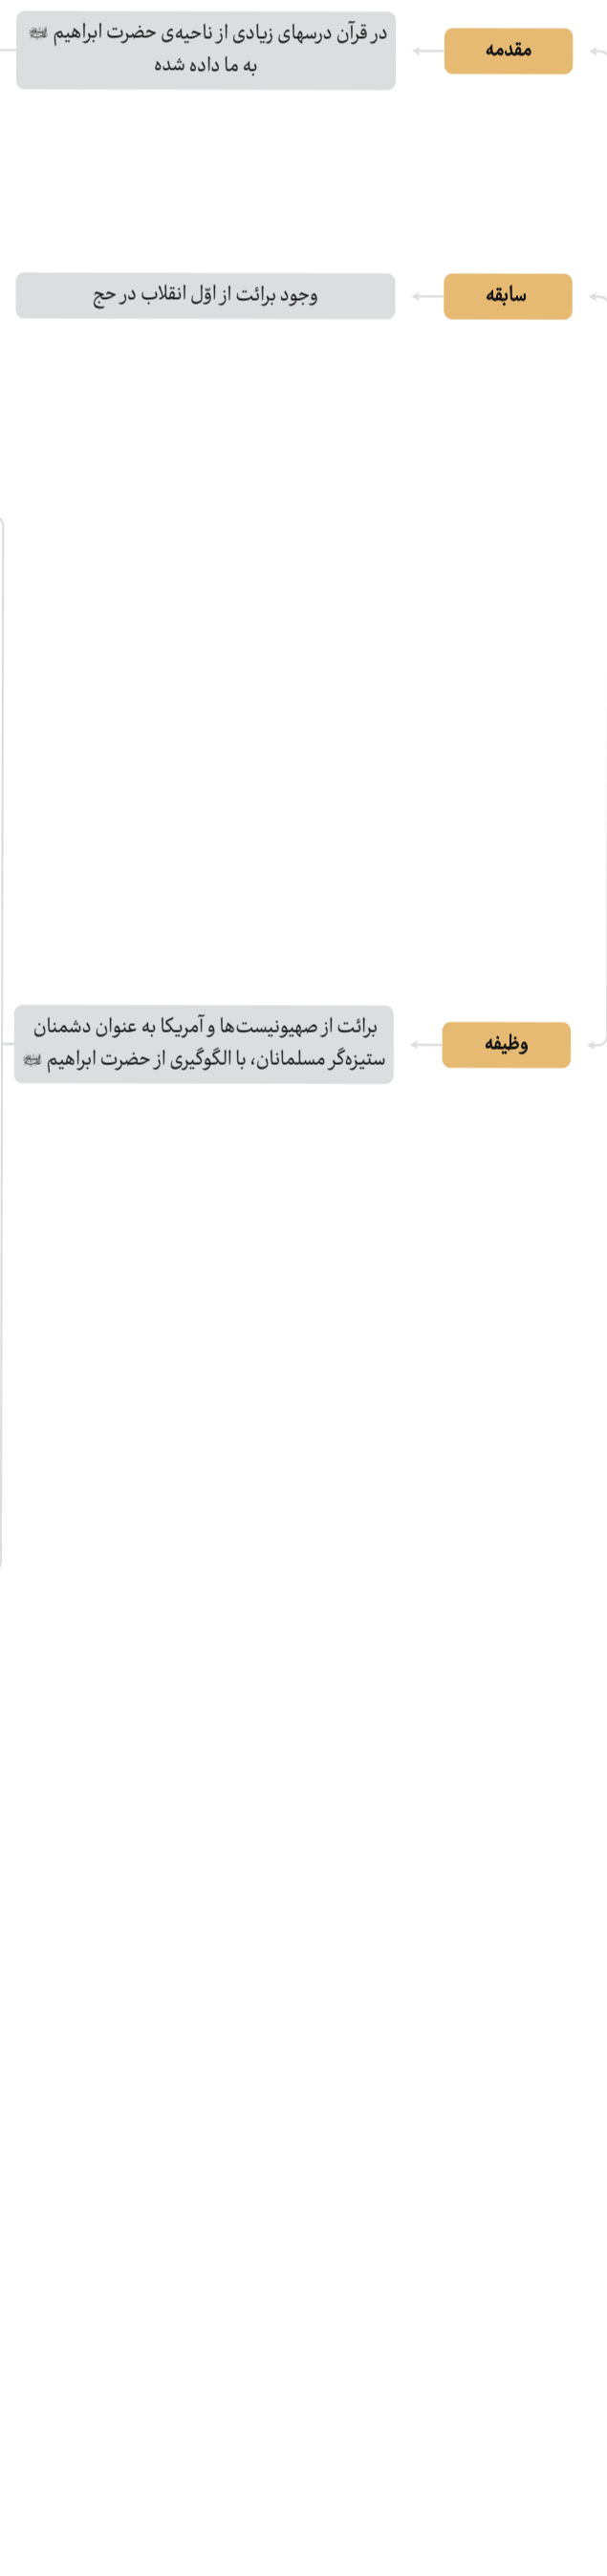 مقدمه
در قرآن درسهای زیادی از ناحیه‌ی حضرت ابراهیم
به ما داده شده
سابقه
وجود برائت از اوّل انقلاب در حج
وظیفه
برائت از صهیونیست‌ها و آمریکا به عنوان دشمنان
ستیزه‌گر مسلمانان، با الگوگیری از حضرت ابراهیم